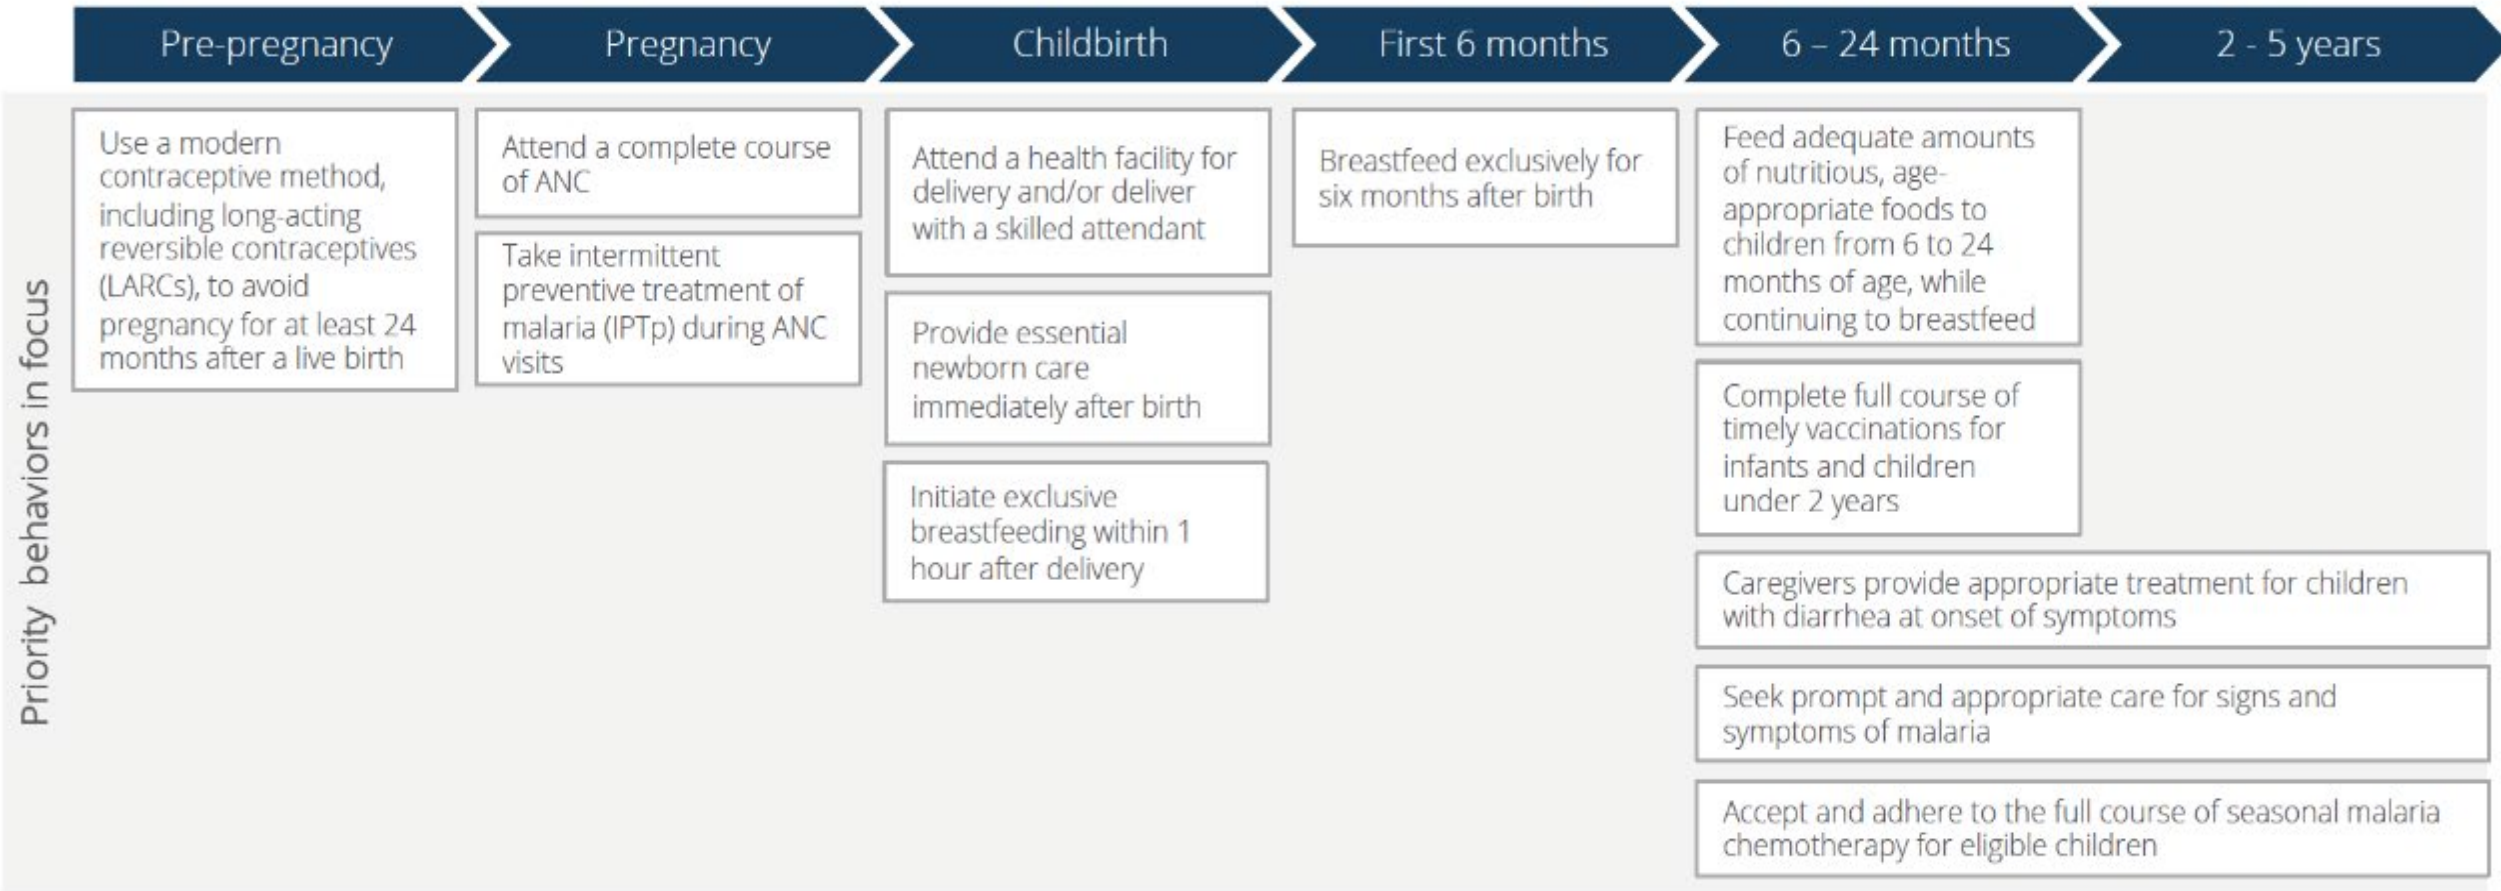 Pre-pregnancy
Pregnancy
Childbirth
First 6 months
6 – 24 months
2 - 5 years
Priority behaviors in focus
Use a modern
contraceptive method,
including long-acting
reversible contraceptives
(LARCs), to avoid
pregnancy for at least 24
months after a live birth
Attend a complete course
of ANC
Take intermittent
preventive treatment of
malaria (IPTp) during ANC
visits
Attend a health facility for
delivery and/or deliver
with a skilled attendant
Provide essential
newborn care
immediately after birth
Initiate exclusive
breastfeeding within 1
hour after delivery
Breastfeed exclusively for
six months after birth
Feed adequate amounts
of nutritious, age-
appropriate foods to
children from 6 to 24
months of age, while
continuing to breastfeed
Complete full course of
timely vaccinations for
infants and children
under 2 years
Caregivers provide appropriate treatment for children
with diarrhea at onset of symptoms
Seek prompt and appropriate care for signs and
symptoms of malaria
Accept and adhere to the full course of seasonal malaria
chemotherapy for eligible children